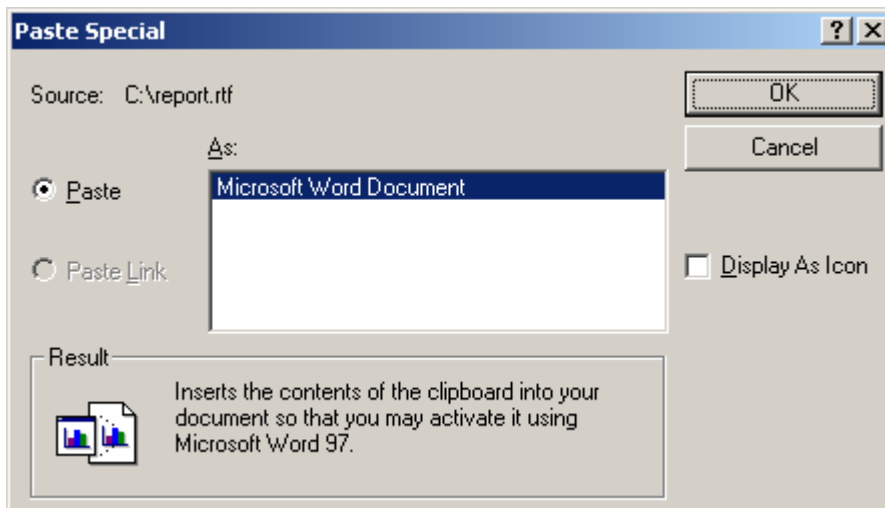 Paste Special
Source: C:\report.rtf
OK
As:
Cancel
Paste
Microsoft Word Document
Paste Link
Display As Icon
Result
Inserts the contents of the clipboard into your
document so that you may activate it using
Microsoft Word 97.